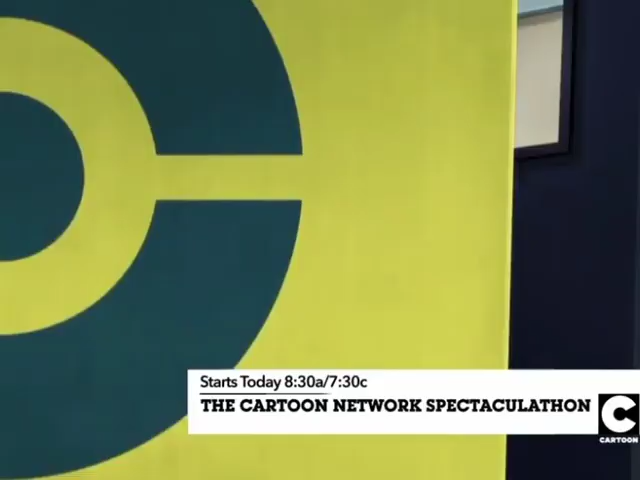 Starts Today 8:30a/7:30c
THE CARTOON NETWORK SPECTACULATHON
C
CARTOON